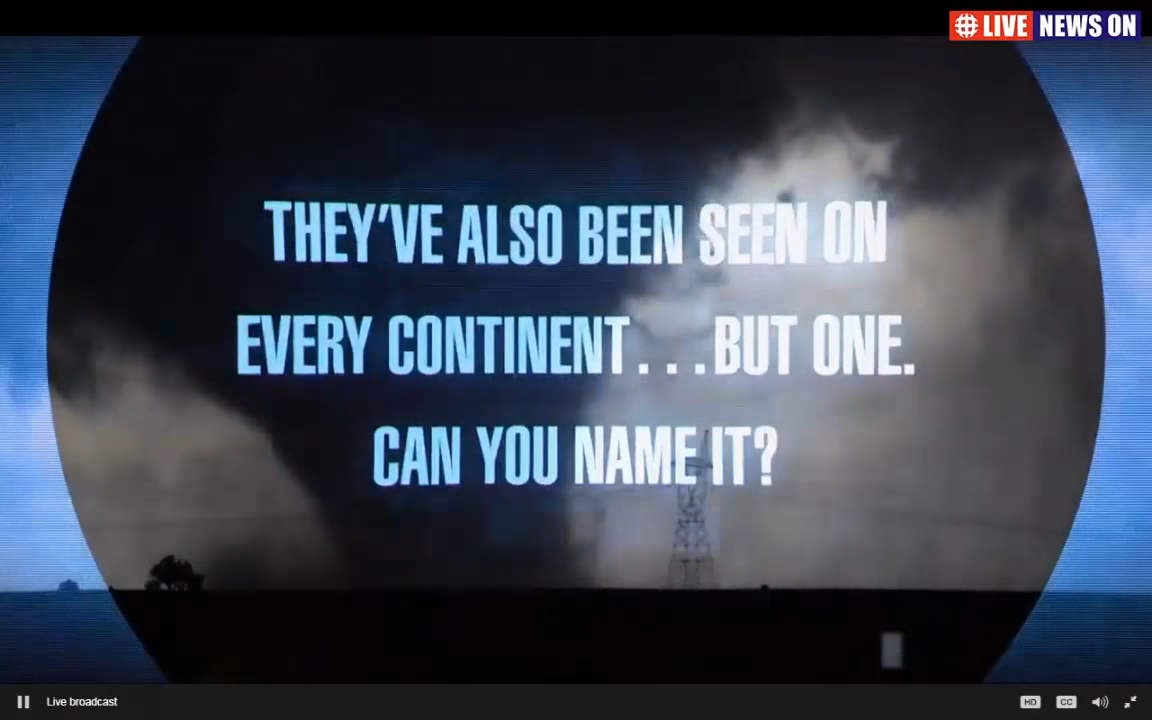 LIVE NEWS ON
THEY'VE ALSO BEEN SEEN ON
EVERY CONTINENT...BUT ONE.
CAN YOU NAME IT?
Live broadcast
HD CC